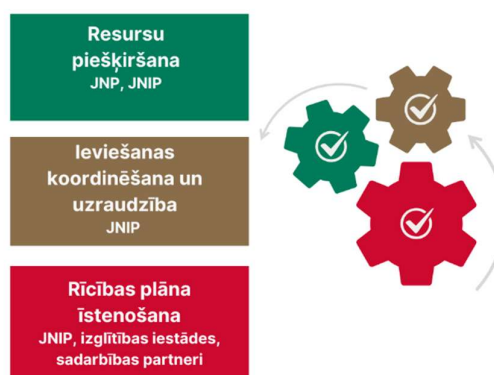 Resursu
piešķiršana
JNP, JNIP
Ieviešanas
koordinēšana un
uzraudzība
JNIP
Rīcības plāna
īstenošana
JNIP, izglītības iestādes,
sadarbības partneri